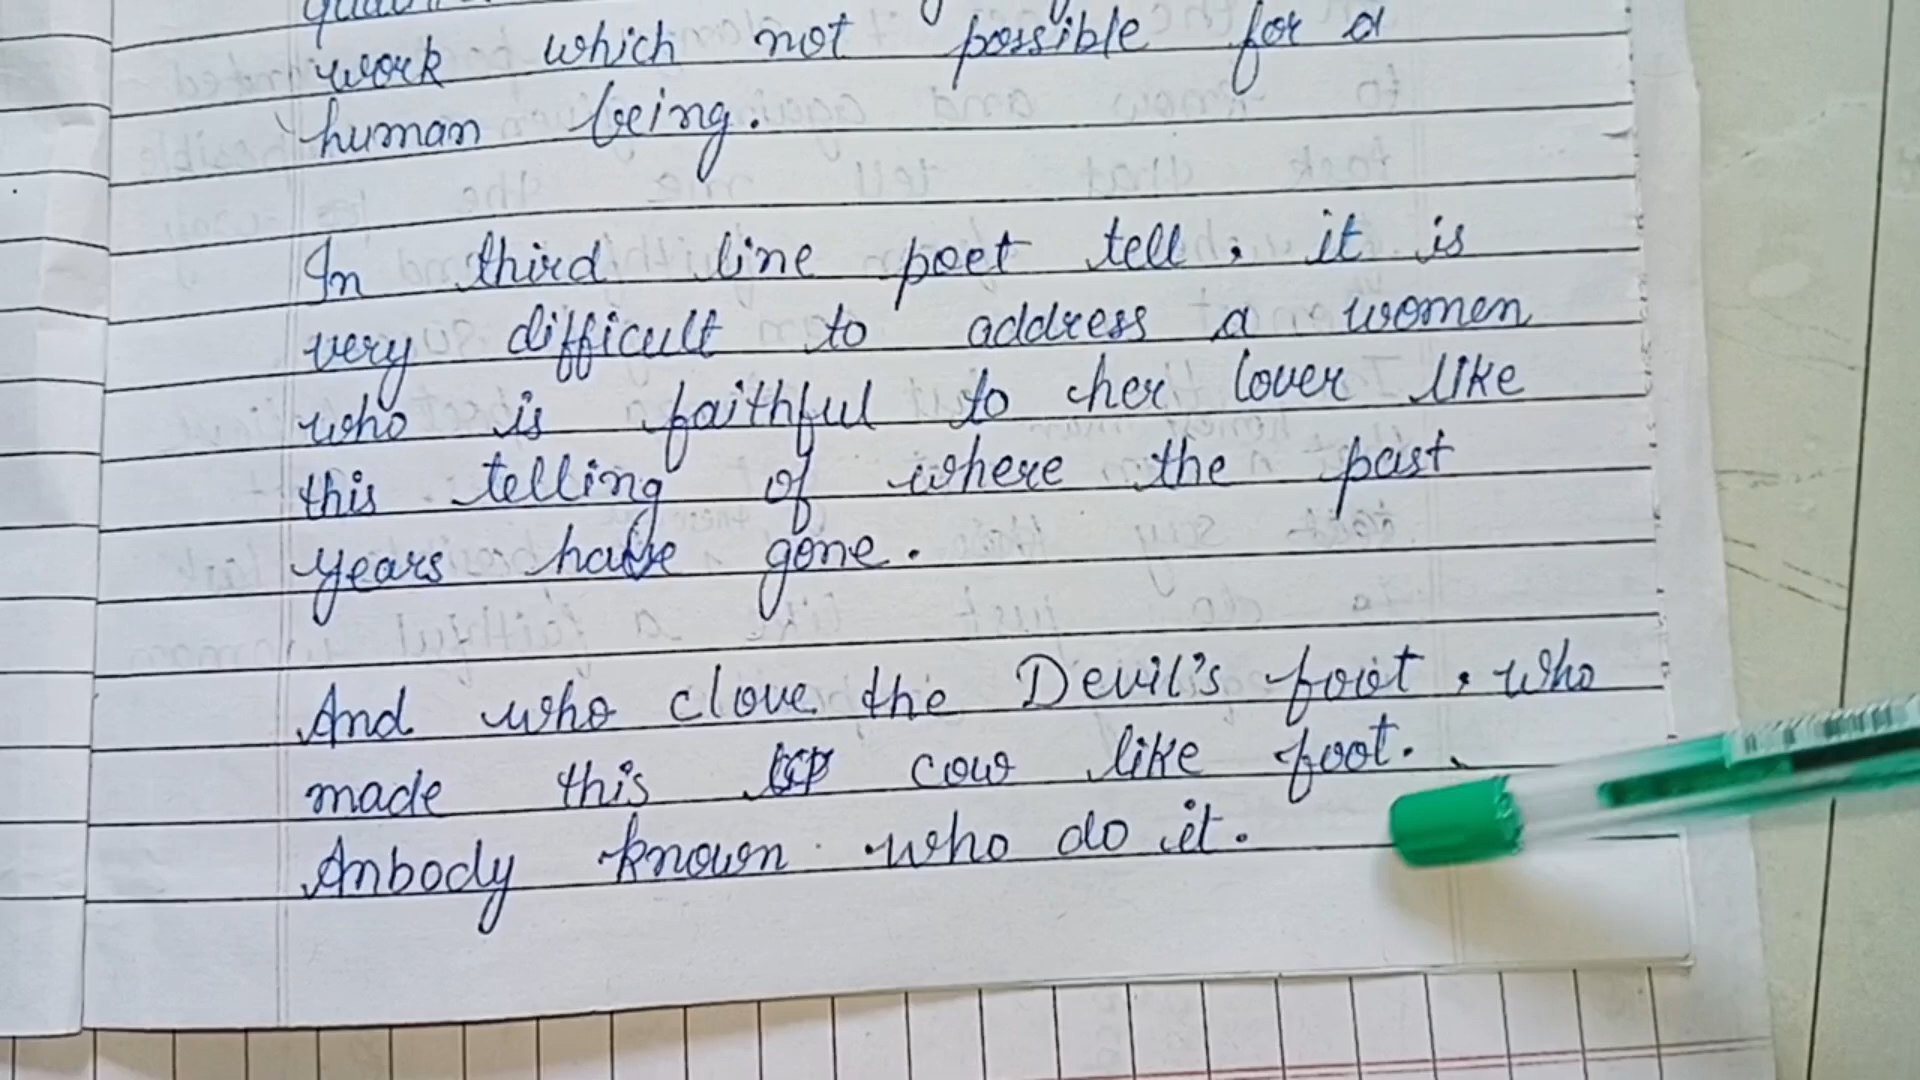 work which not possible for a
human being.
In third line poet tell, it is
very difficult to address a women
who is faithful to her lover like
this telling of where the past
years have gone.
And who clove the Devil's foot, who
made this cow like foot.
Anbody known who do it.